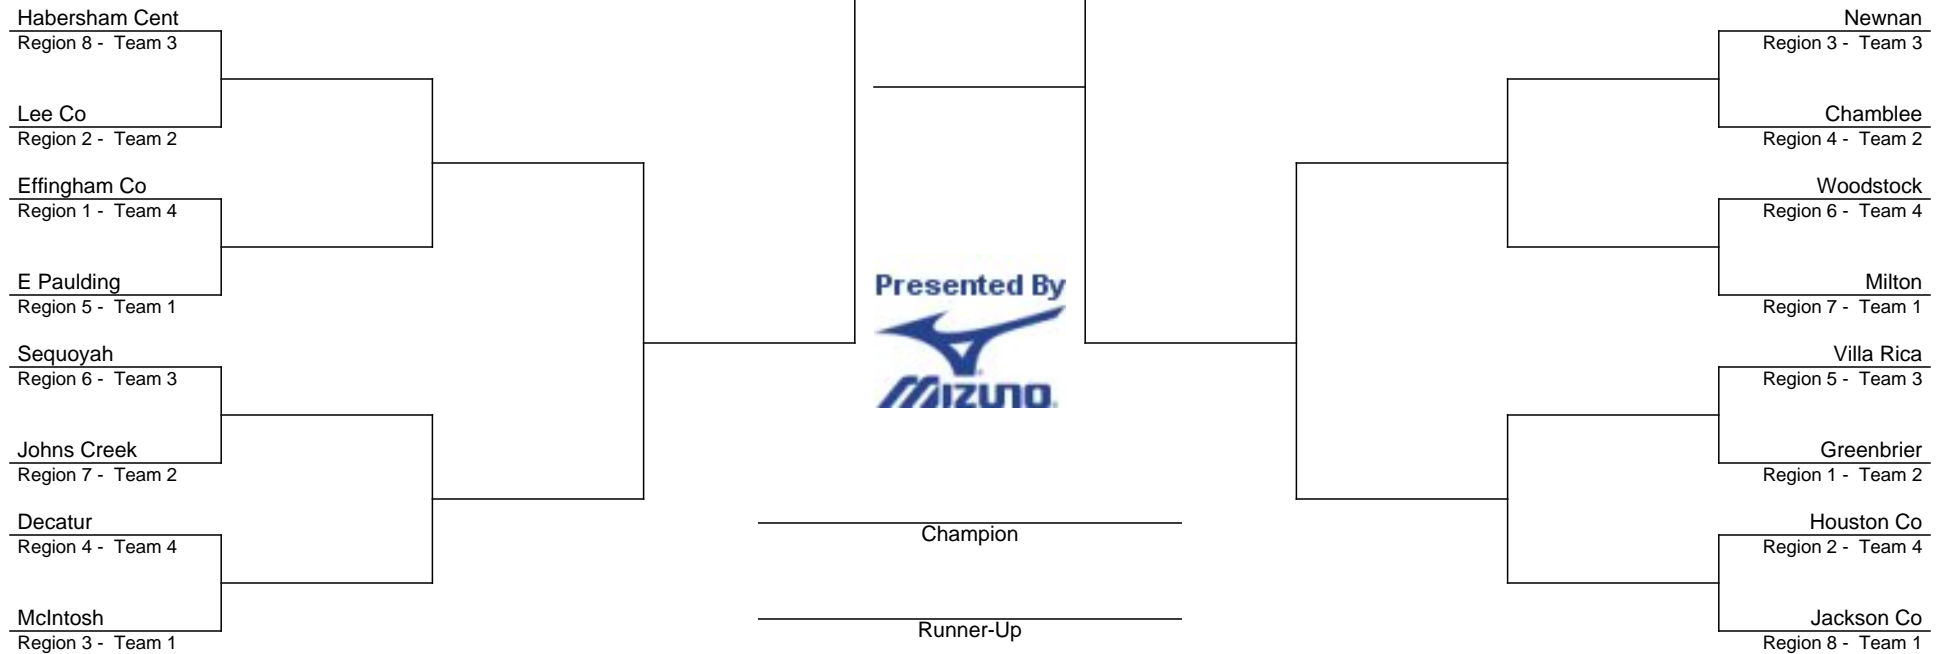 Habersham Cent
Region 8 - Team 3
Lee Co
Region 2 - Team 2
Effingham Co
Region 1 - Team 4
E Paulding
Region 5 - Team 1
Sequoyah
Region 6 - Team 3
Johns Creek
Region 7 - Team 2
Decatur
Region 4 - Team 4
McIntosh
Region 3 - Team 1
Presented By
MIZUNO
Champion
Runner-Up
Newnan
Region 3 - Team 3
Chamblee
Region 4 - Team 2
Woodstock
Region 6 - Team 4
Milton
Region 7 - Team 1
Villa Rica
Region 5 - Team 3
Greenbrier
Region 1 - Team 2
Houston Co
Region 2 - Team 4
Jackson Co
Region 8 - Team 1